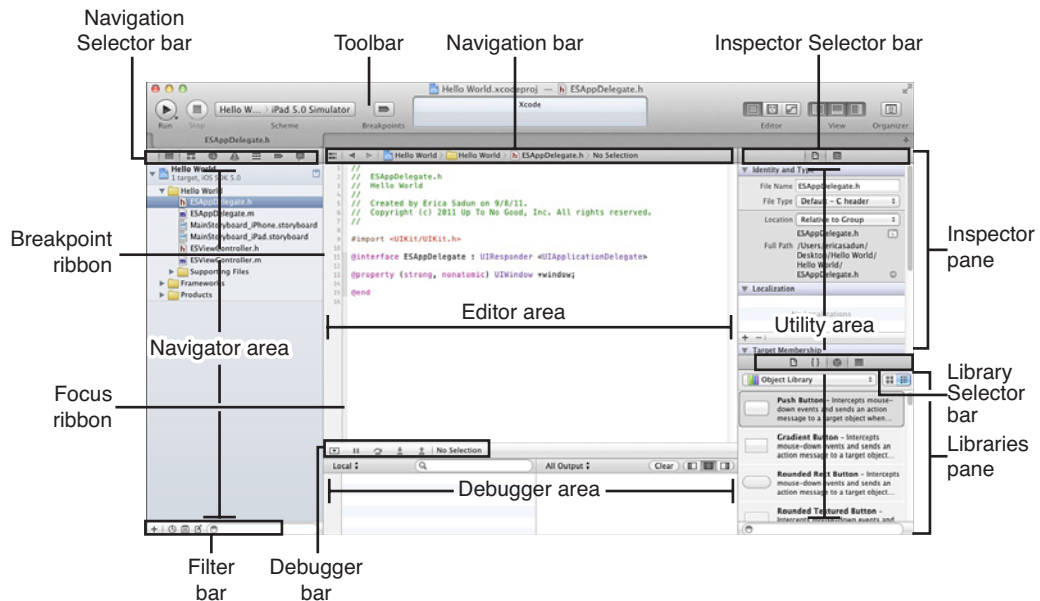 Navigation
Selector bar
Toolbar
Navigation bar
Inspector Selector bar
Hello World.xcodeproj — ESAppDelegate.h
Hello W... iPad 5.0 Simulator
Xcode
Run Stop Scheme Breakpoints Editor View Organizer
ESAppDelegate.h
Hello World Hello World ESAppDelegate.h No Selection
Hello World
1 target, iOS SDK 5.0
Hello World
ESAppDelegate.h
ESAppDelegate.m
MainStoryboard_iPhone.storyboard
MainStoryboard_iPad.storyboard
ESViewController.h
ESViewController.m
Supporting Files
Frameworks
Products
//
// ESAppDelegate.h
// Hello World
//
// Created by Erica Sadun on 9/8/11.
// Copyright (c) 2011 Up To No Good, Inc. All rights reserved.
//
#import <UIKit/UIKit.h>
@interface ESAppDelegate : UIResponder <UIApplicationDelegate>
@property (strong, nonatomic) UIWindow *window;
@end
Identity and Type
File Name ESAppDelegate.h
File Type Default - C header
Location Relative to Group
ESAppDelegate.h
Full Path /Users/ericasadun/
Desktop/Hello World/
Hello World/
ESAppDelegate.h
Localization
Target Membership
Breakpoint
ribbon
Inspector
pane
Editor area
Utility area
Navigator area
Focus
ribbon
Library
Selector
bar
Libraries
pane
Object Library
Push Button - Intercepts mouse-
down events and sends an action
message to a target object when...
Gradient Button - Intercepts
mouse-down events and sends an
action message to a target object...
Rounded Rect Button - Intercepts
mouse-down events and sends an
action message to a target object...
Rounded Textured Button -
Intercepts mouse-down events and
No Selection
Local All Output Clear
Debugger area
Filter
bar
Debugger
bar